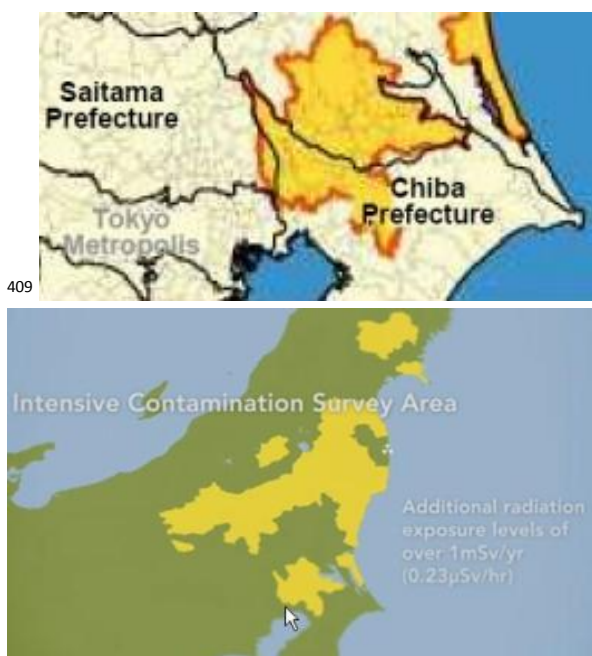 Saitama
Prefecture
Tokyo
Metropolis
Chiba
Prefecture
409
Intensive Contamination Survey Area
Additional radiation
exposure levels of
over 1mSv/yr
(0.23µSv/hr)